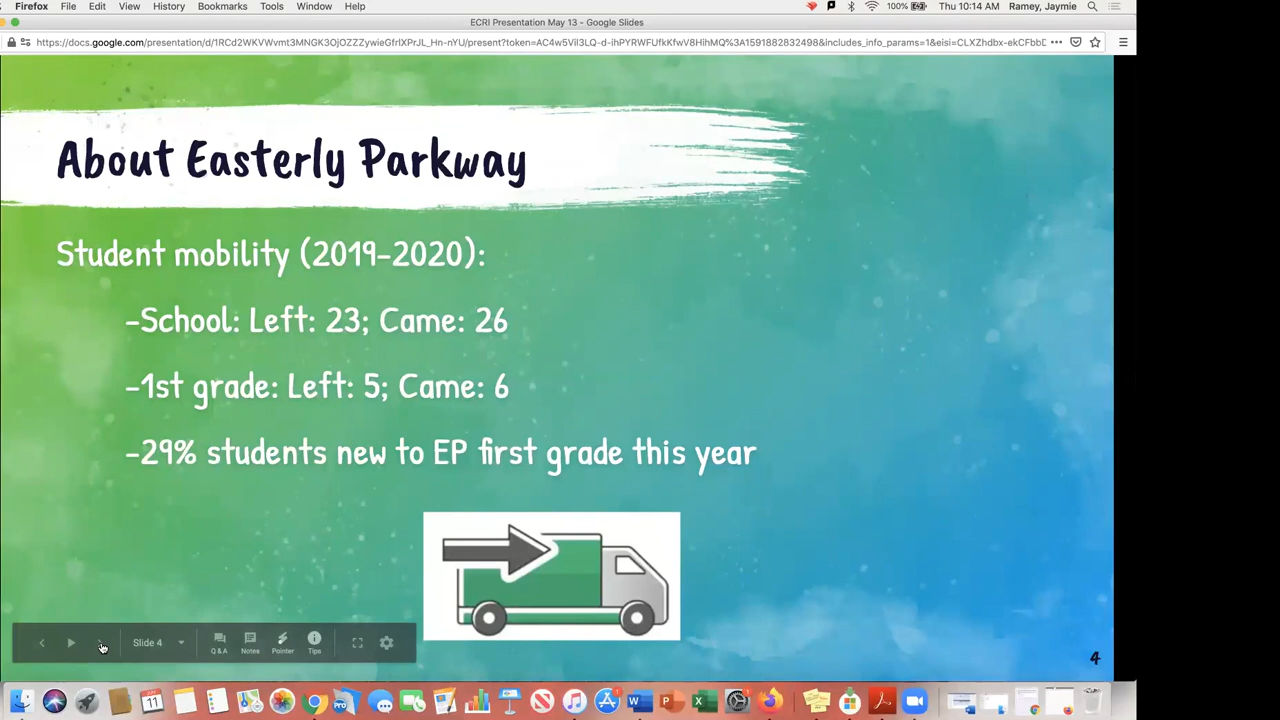 Firefox File Edit View History Bookmarks Tools Window Help 100% Thu 10:14 AM Ramey, Jaymie
ECRI Presentation May 13 - Google Slides
About Easterly Parkway
Student mobility (2019-2020):
-School: Left: 23; Came: 26
-1st grade: Left: 5; Came: 6
-29% students new to EP first grade this year
Slide 4 Q & A Notes Pointer Tips
4